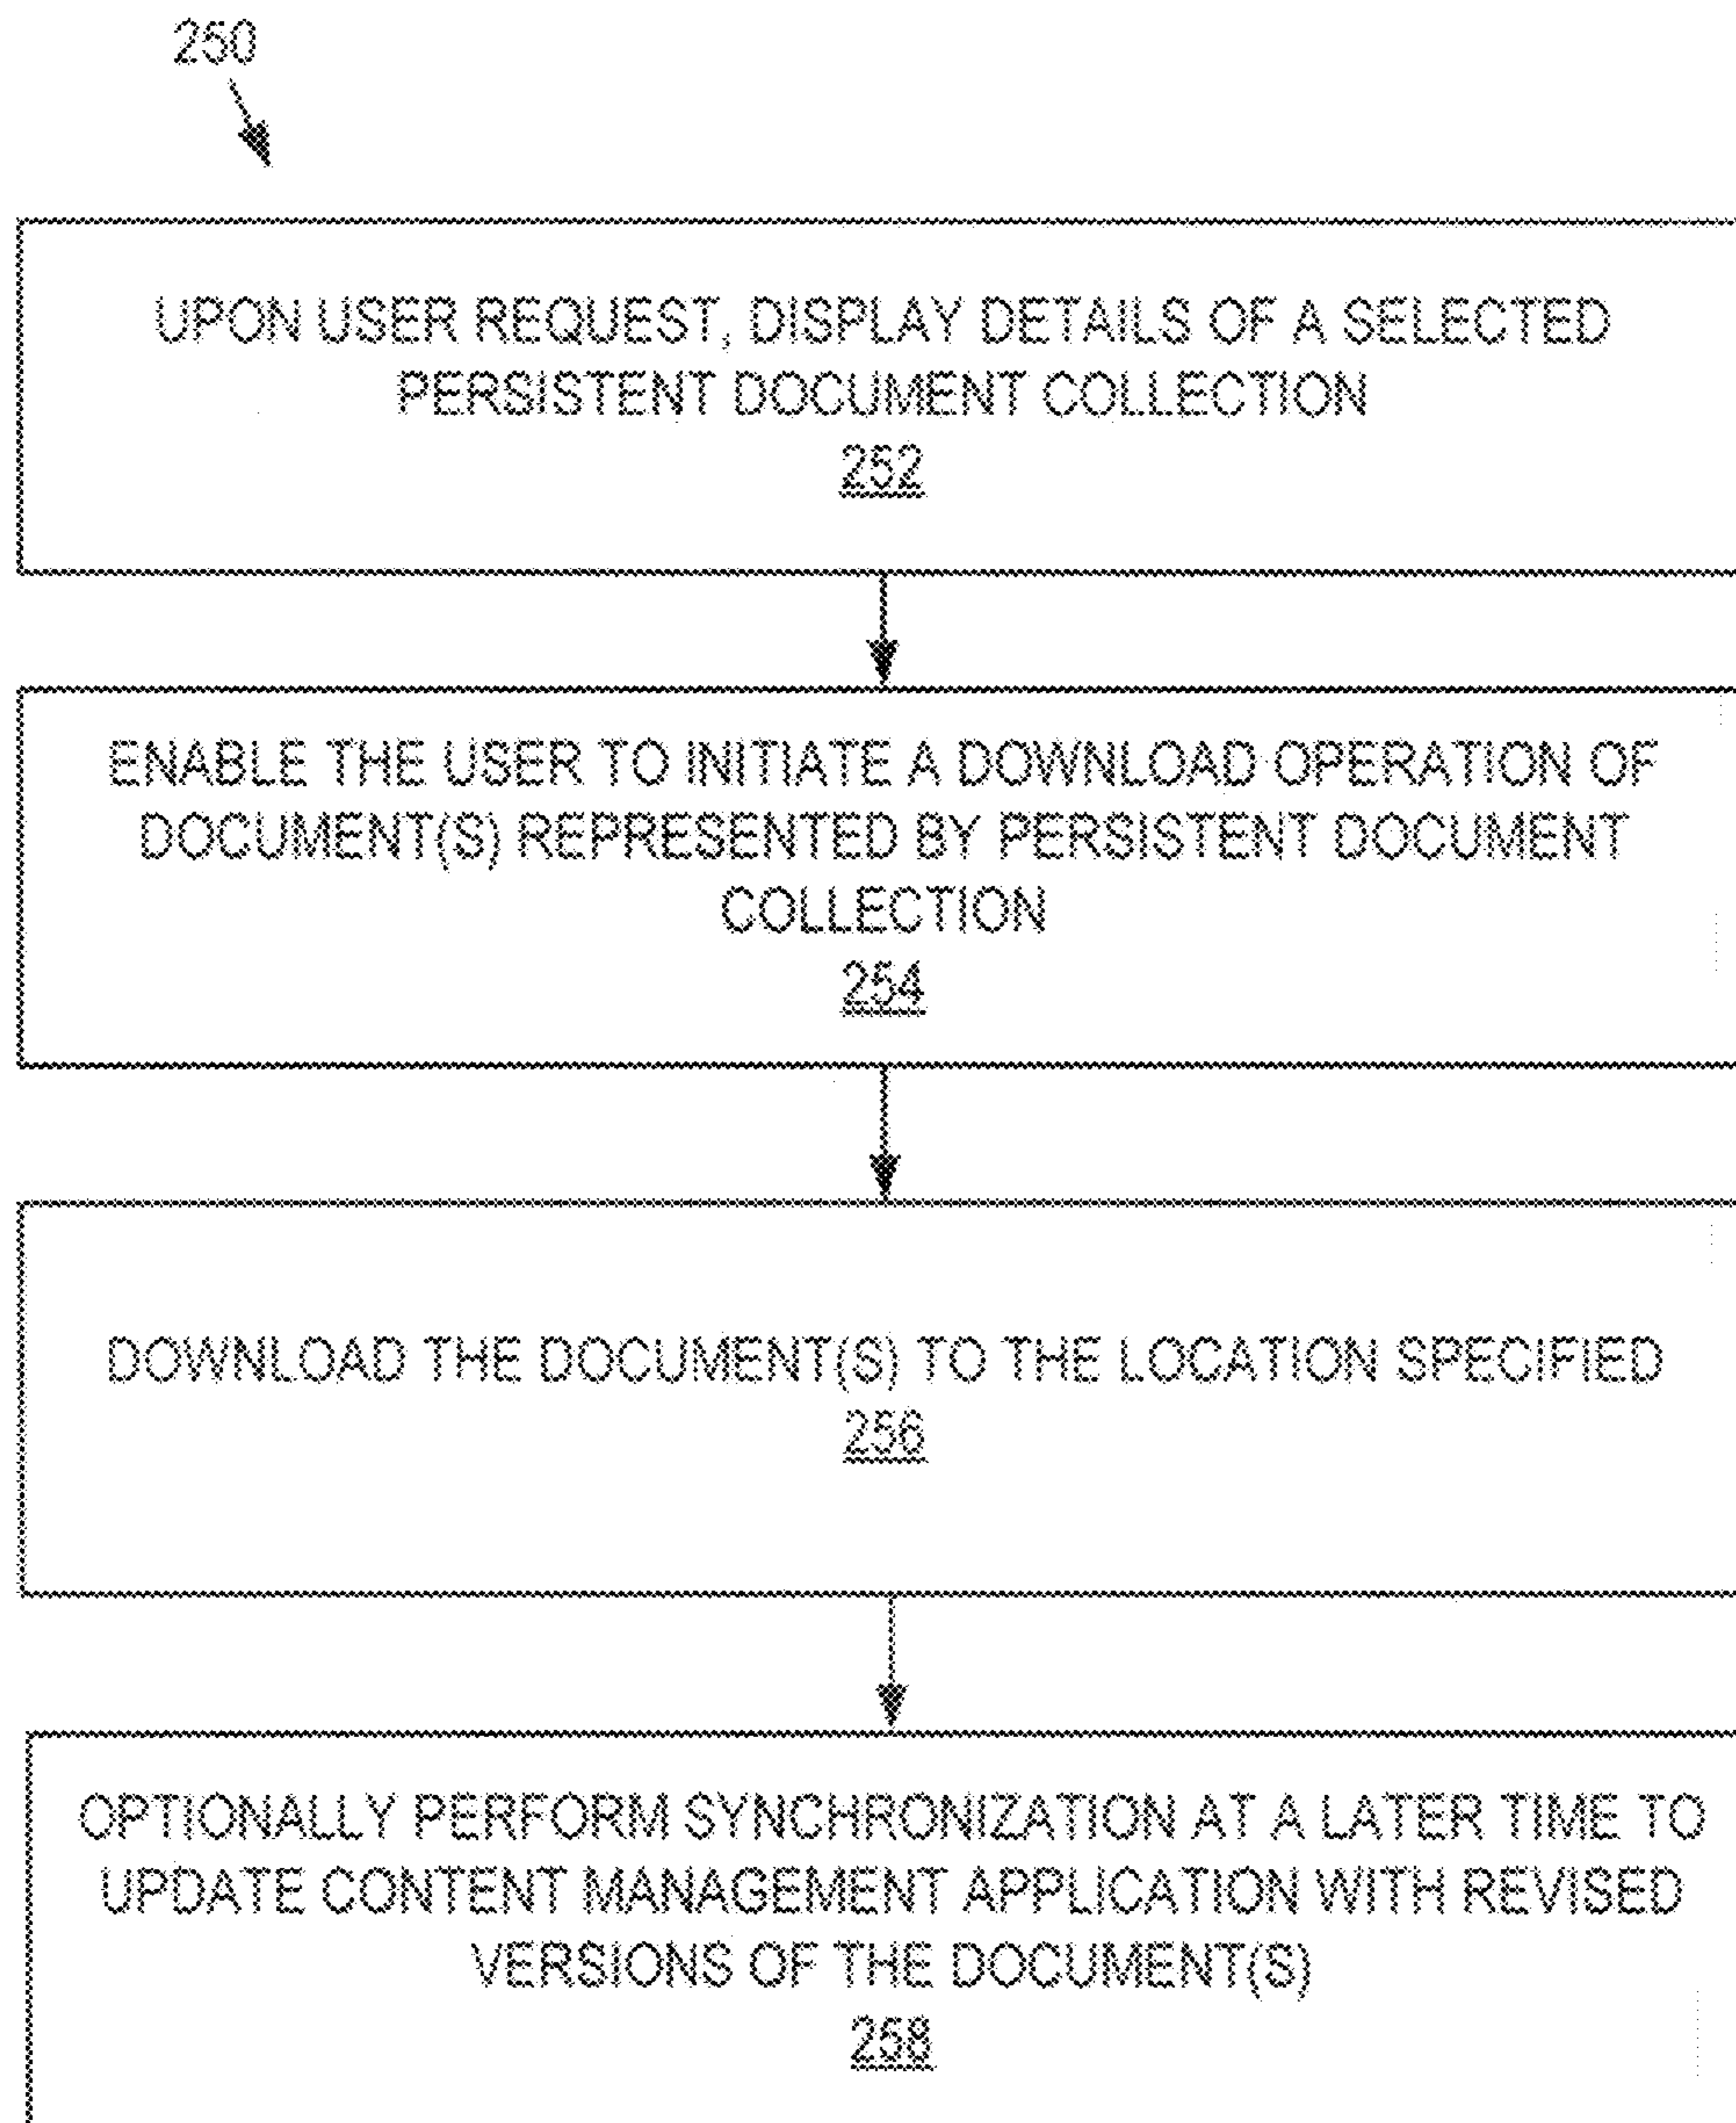 250
UPON USER REQUEST, DISPLAY DETAILS OF A SELECTED
PERSISTENT DOCUMENT COLLECTION
252
ENABLE THE USER TO INITIATE A DOWNLOAD OPERATION OF
DOCUMENT(S) REPRESENTED BY PERSISTENT DOCUMENT
COLLECTION
254
DOWNLOAD THE DOCUMENT(S) TO THE LOCATION SPECIFIED
256
OPTIONALLY PERFORM SYNCHRONIZATION AT A LATER TIME TO
UPDATE CONTENT MANAGEMENT APPLICATION WITH REVISED
VERSIONS OF THE DOCUMENT(S)
258